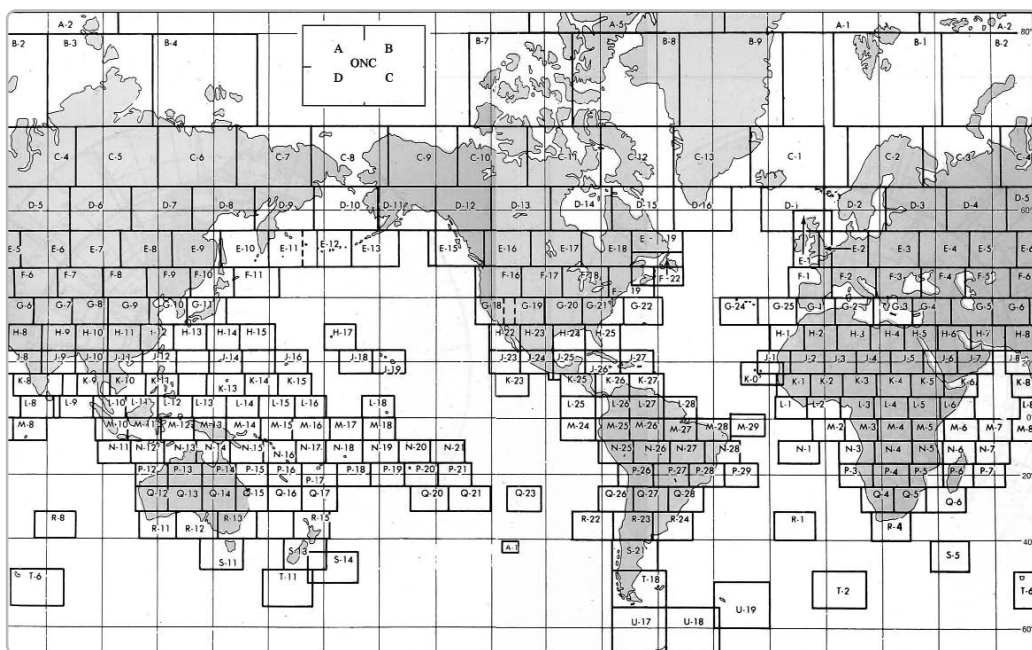 A-2 A-5 A-1 A-2 80°
B-2 B-3 B-4 A B B-7 B-8 B-9 B-1 B-2
ONC
D C
C-4 C-5 C-6 C-7 C-8 C-9 C-10 C-11 C-12 C-13 C-1 C-2 C-3 C-4
D-5 D-6 D-7 D-8 D-9 D-10 D-11 D-12 D-13 D-14 D-15 D-16 D-1 D-2 D-3 D-4 D-5
60°
E-5 E-6 E-7 E-8 E-9 E-10 E-11 E-12 E-13 E-15 E-16 E-17 E-18 E - 19 E-1 E-2 E-3 E-4 E-5 E-6
F-6 F-7 F-8 F-9 F-10 F-11 F-16 F-17 F-18 F - 19 F-22 F-1 F-2 F-3 F-4 F-5 F-6
40°
G-6 G-7 G-8 G-9 G-10 G-11 G-18 G-19 G-20 G-21 G-22 G-24 G-25 G-1 G-2 G-3 G-4 G-5 G-6
H-8 H-9 H-10 H-11 H-12 H-13 H-14 H-15 H-17 H-22 H-23 H-24 H-25 H-1 H-2 H-3 H-4 H-5 H-6 H-7 H-8
J-8 J-9 J-10 J-11 J-12 J-14 J-16 J-18 J-19 J-23 J-24 J-25 J-26 J-27 J-1 J-2 J-3 J-4 J-5 J-6 J-7 J-8
20°
K-8 K-9 K-10 K-11 K-13 K-14 K-15 K-23 K-25 K-26 K-27 K-0 K-1 K-2 K-3 K-4 K-5 K-6 K-8
L-8 L-9 L-10 L-11 L-12 L-13 L-14 L-15 L-16 L-18 L-25 L-26 L-27 L-28 L-1 L-2 L-3 L-4 L-5 L-6 L-8
0°
M-8 M-10 M-11 M-12 M-13 M-14 M-15 M-16 M-17 M-18 M-24 M-25 M-26 M-27 M-28 M-29 M-2 M-3 M-4 M-5 M-6 M-7 M-8
N-11 N-12 N-13 N-14 N-15 N-16 N-17 N-18 N-19 N-20 N-21 N-25 N-26 N-27 N-28 N-1 N-3 N-4 N-5 N-6 N-7
P-12 P-13 P-14 P-15 P-16 P-17 P-18 P-19 P-20 P-21 P-26 P-27 P-28 P-29 P-3 P-4 P-5 P-6 P-7
20°
Q-12 Q-13 Q-14 Q-15 Q-16 Q-17 Q-20 Q-21 Q-23 Q-26 Q-27 Q-28 Q-4 Q-5 Q-6
R-8 R-11 R-12 R-13 R-15 R-22 R-23 R-24 R-1 R-4
40°
S-11 S-13 S-14 A-1 S-21 S-5
T-6 T-11 T-18 T-2 T-6
U-17 U-18 U-19
60°